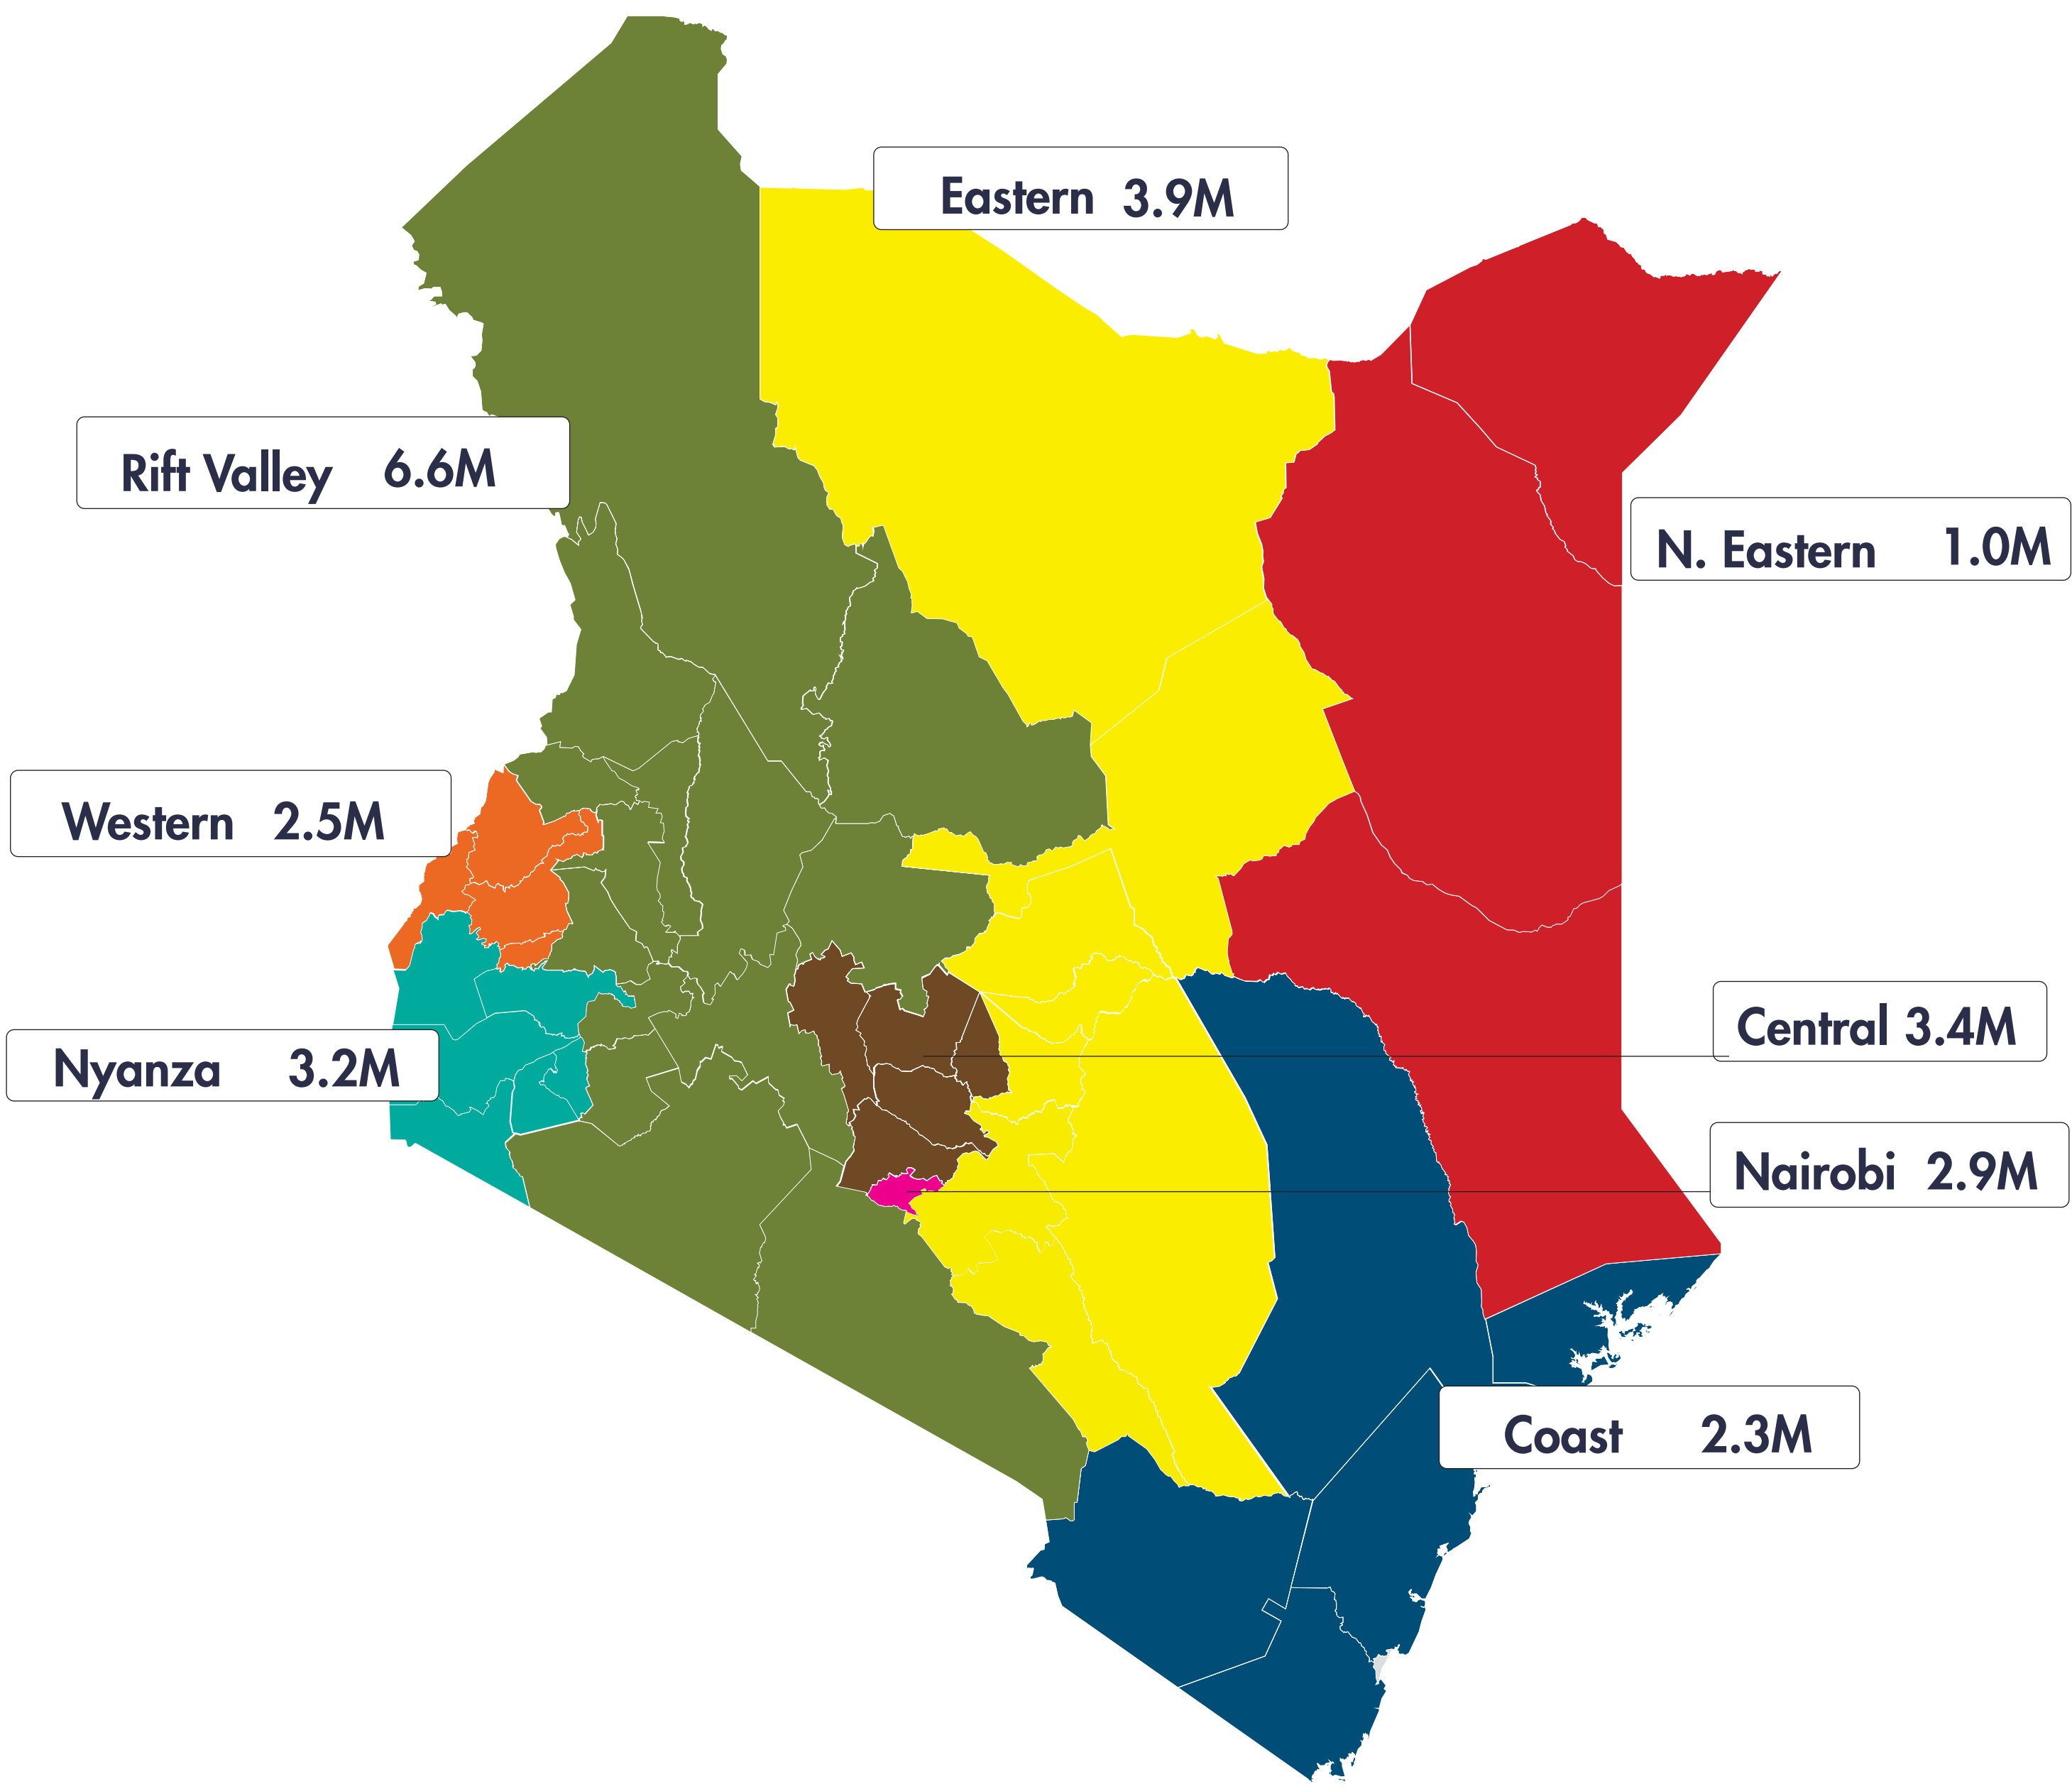 Eastern 3.9M
Rift Valley 6.6M
N. Eastern 1.0M
Western 2.5M
Central 3.4M
Nyanza 3.2M
Nairobi 2.9M
Coast 2.3M